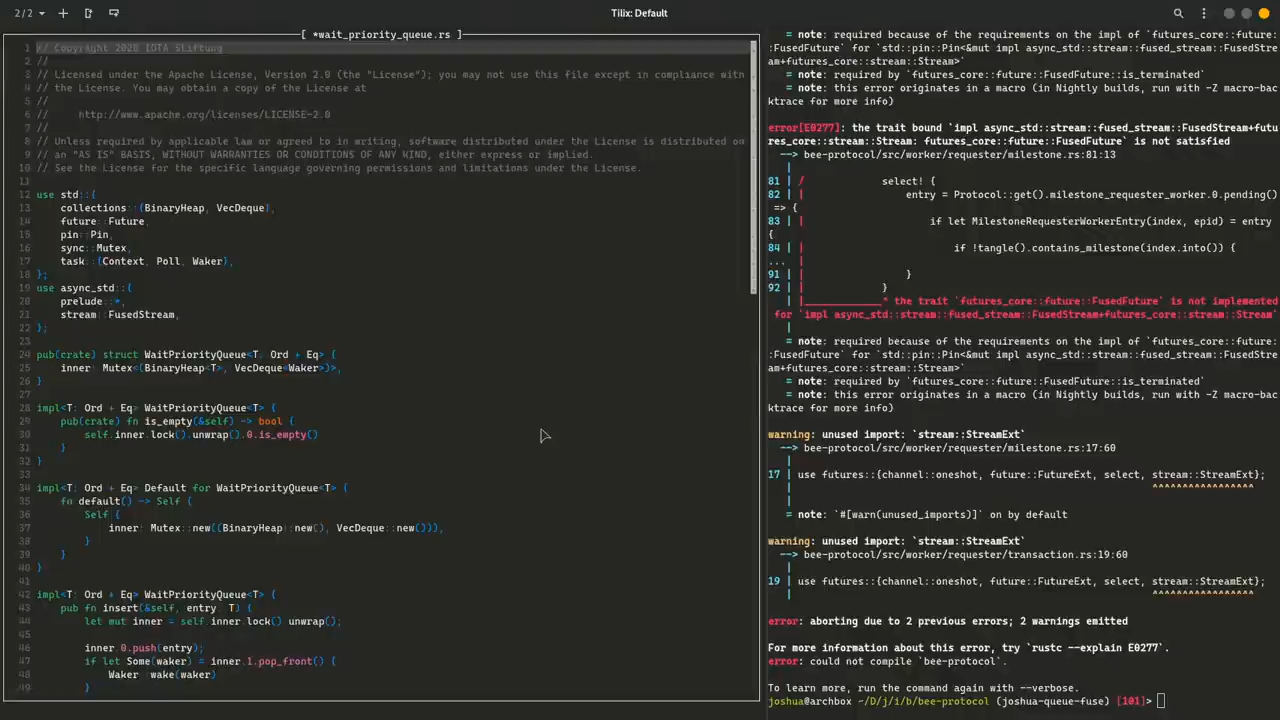 2/2
Tilix: Default
[ *wait_priority_queue.rs ]
1 // Copyright 2020 IOTA Stiftung
2 //
3 // Licensed under the Apache License, Version 2.0 (the "License"); you may not use this file except in compliance with
4 // the License. You may obtain a copy of the License at
5 //
6 //     http://www.apache.org/licenses/LICENSE-2.0
7 //
8 // Unless required by applicable law or agreed to in writing, software distributed under the License is distributed on
9 // an "AS IS" BASIS, WITHOUT WARRANTIES OR CONDITIONS OF ANY KIND, either express or implied.
10 // See the License for the specific language governing permissions and limitations under the License.
11
12 use std::{
13     collections::{BinaryHeap, VecDeque},
14     future::Future,
15     pin::Pin,
16     sync::Mutex,
17     task::{Context, Poll, Waker},
18 };
19 use async_std::{
20     prelude::*,
21     stream::FusedStream,
22 };
23
24 pub(crate) struct WaitPriorityQueue<T: Ord + Eq> {
25     inner: Mutex<(BinaryHeap<T>, VecDeque<Waker>)>,
26 }
27
28 impl<T: Ord + Eq> WaitPriorityQueue<T> {
29     pub(crate) fn is_empty(&self) -> bool {
30         self.inner.lock().unwrap().0.is_empty()
31     }
32 }
33
34 impl<T: Ord + Eq> Default for WaitPriorityQueue<T> {
35     fn default() -> Self {
36         Self {
37             inner: Mutex::new((BinaryHeap::new(), VecDeque::new())),
38         }
39     }
40 }
41
42 impl<T: Ord + Eq> WaitPriorityQueue<T> {
43     pub fn insert(&self, entry: T) {
44         let mut inner = self.inner.lock().unwrap();
45
46         inner.0.push(entry);
47         if let Some(waker) = inner.1.pop_front() {
48             Waker::wake(waker)
49         }
= note: required because of the requirements on the impl of `futures_core::future
:FusedFuture` for `std::pin::Pin<&mut impl async_std::stream::fused_stream::FusedStre
am+futures_core::stream::Stream>`
= note: required by `futures_core::FusedFuture::is_terminated`
= note: this error originates in a macro (in Nightly builds, run with -Z macro-bac
ktrace for more info)
error[E0277]: the trait bound `impl async_std::stream::fused_stream::FusedStream+futu
res_core::stream::Stream: futures_core::future::FusedFuture` is not satisfied
--> bee-protocol/src/worker/requester/milestone.rs:81:13
|
81 | /             select! {
82 | |                 entry = Protocol::get().milestone_requester_worker.0.pending()
=> {
83 | |                     if let MilestoneRequesterWorkerEntry(index, epid) = entry
{
84 | |                         if !tangle().contains_milestone(index.into()) {
... |
91 | |                 }
92 | |             }
| |_____________^ the trait `futures_core::future::FusedFuture` is not implemented
for `impl async_std::stream::fused_stream::FusedStream+futures_core::stream::Stream`
|
= note: required because of the requirements on the impl of `futures_core::future
:FusedFuture` for `std::pin::Pin<&mut impl async_std::stream::fused_stream::FusedStre
am+futures_core::stream::Stream>`
= note: required by `futures_core::FusedFuture::is_terminated`
= note: this error originates in a macro (in Nightly builds, run with -Z macro-bac
ktrace for more info)
warning: unused import: `stream::StreamExt`
--> bee-protocol/src/worker/requester/milestone.rs:17:60
|
17 | use futures::{channel::oneshot, future::FutureExt, select, stream::StreamExt};
|                                                            ^^^^^^^^^^^^^^^^^
|
= note: `#[warn(unused_imports)]` on by default
warning: unused import: `stream::StreamExt`
--> bee-protocol/src/worker/requester/transaction.rs:19:60
|
19 | use futures::{channel::oneshot, future::FutureExt, select, stream::StreamExt};
|                                                            ^^^^^^^^^^^^^^^^^
error: aborting due to 2 previous errors; 2 warnings emitted
For more information about this error, try `rustc --explain E0277`.
error: could not compile `bee-protocol`.
To learn more, run the command again with --verbose.
joshua@archbox ~/D/j/i/b/bee-protocol (joshua-queue-fuse) [101]>